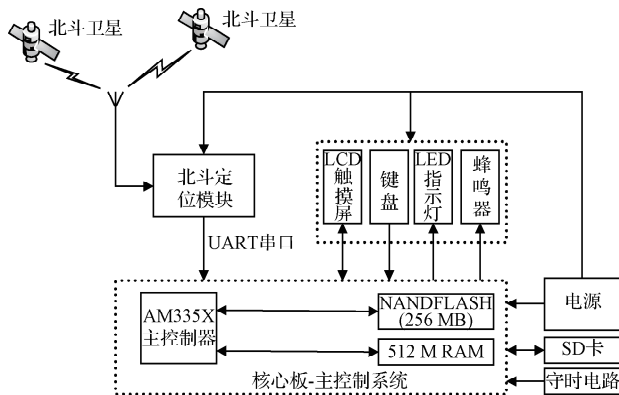 北斗卫星
北斗卫星
北斗定
位模块
LCD
触
摸
屏
键
盘
LED
指
示
灯
蜂
鸣
器
UART串口
AM335X
主控制器
NANDFLASH
(256 MB)
512 M RAM
核心板-主控制系统
电源
SD卡
守时电路